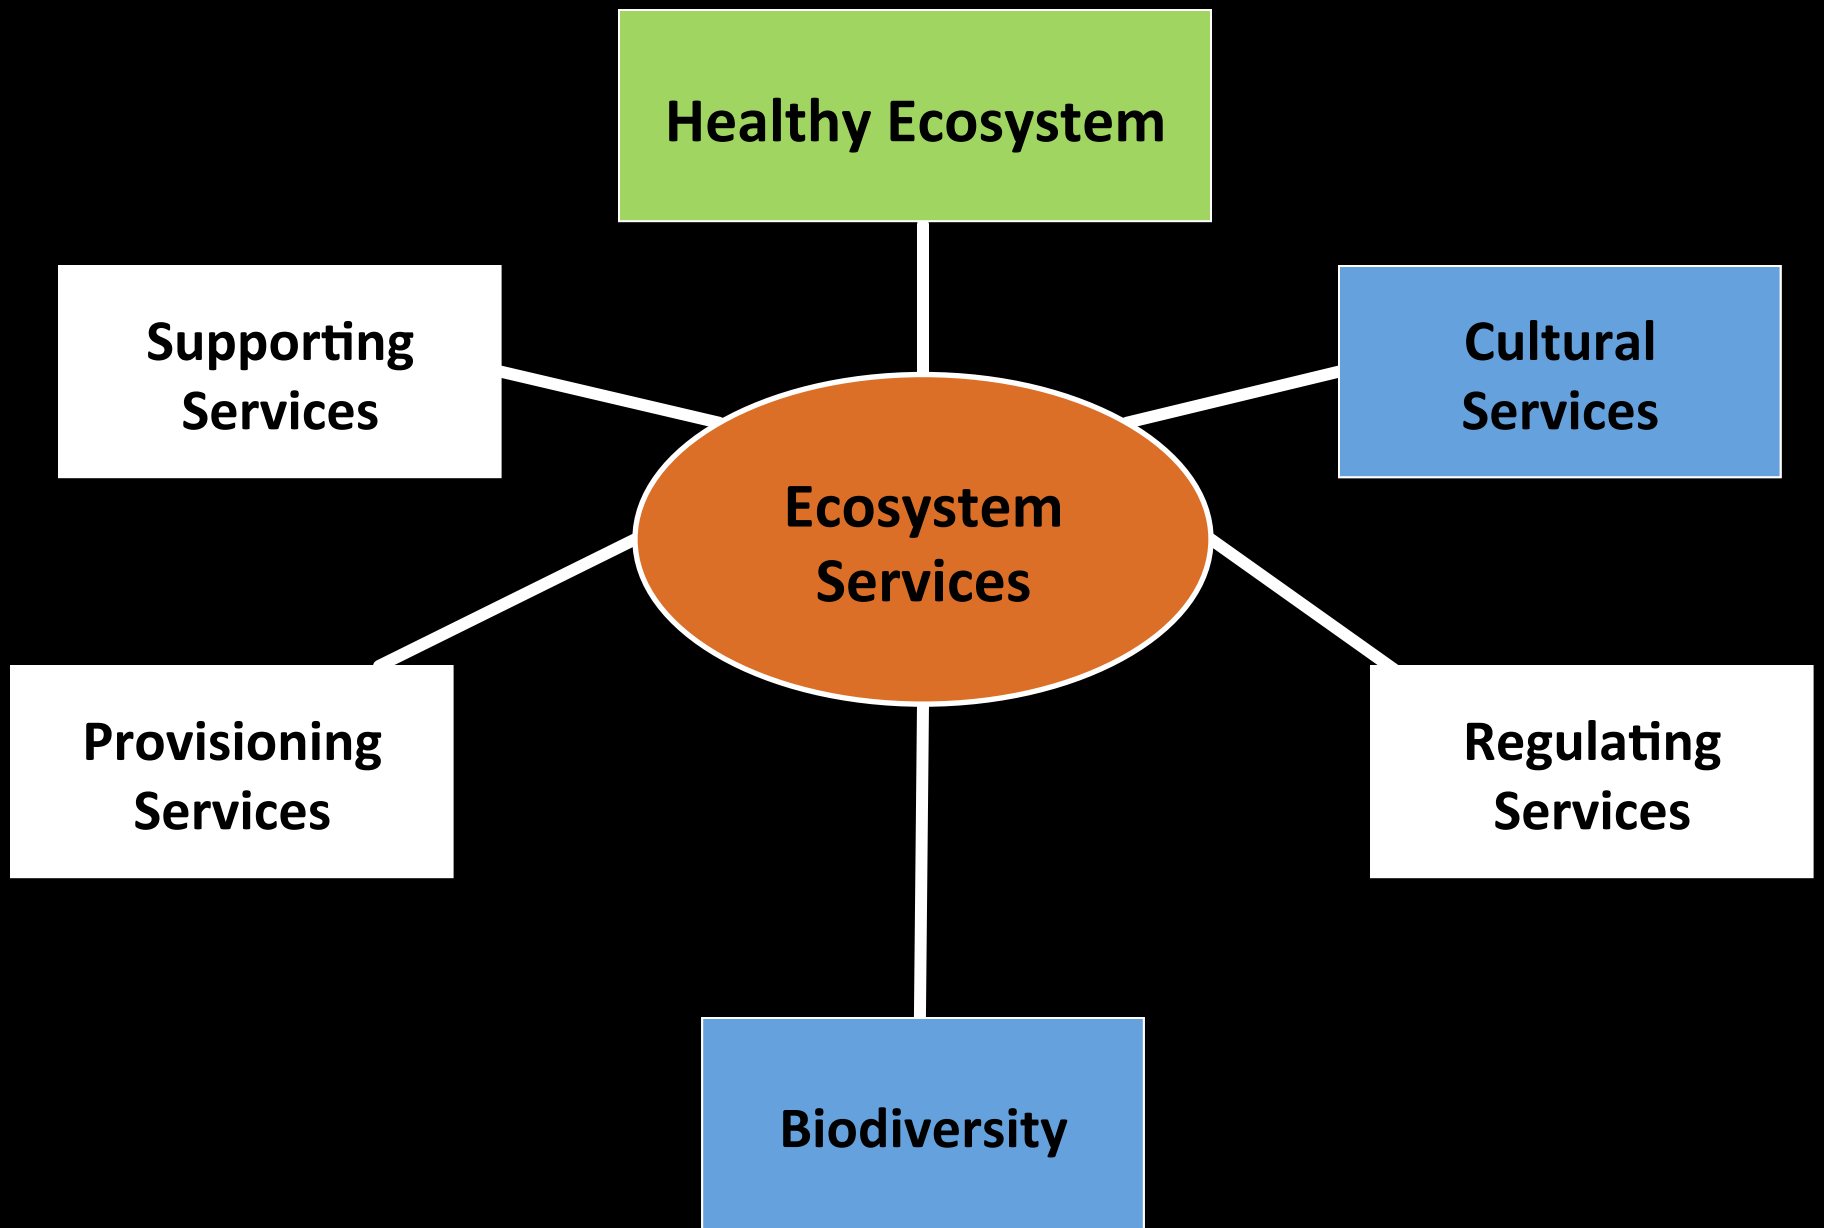 Healthy Ecosystem
Supporting
Services
Cultural
Services
Ecosystem
Services
Provisioning
Services
Regulating
Services
Biodiversity